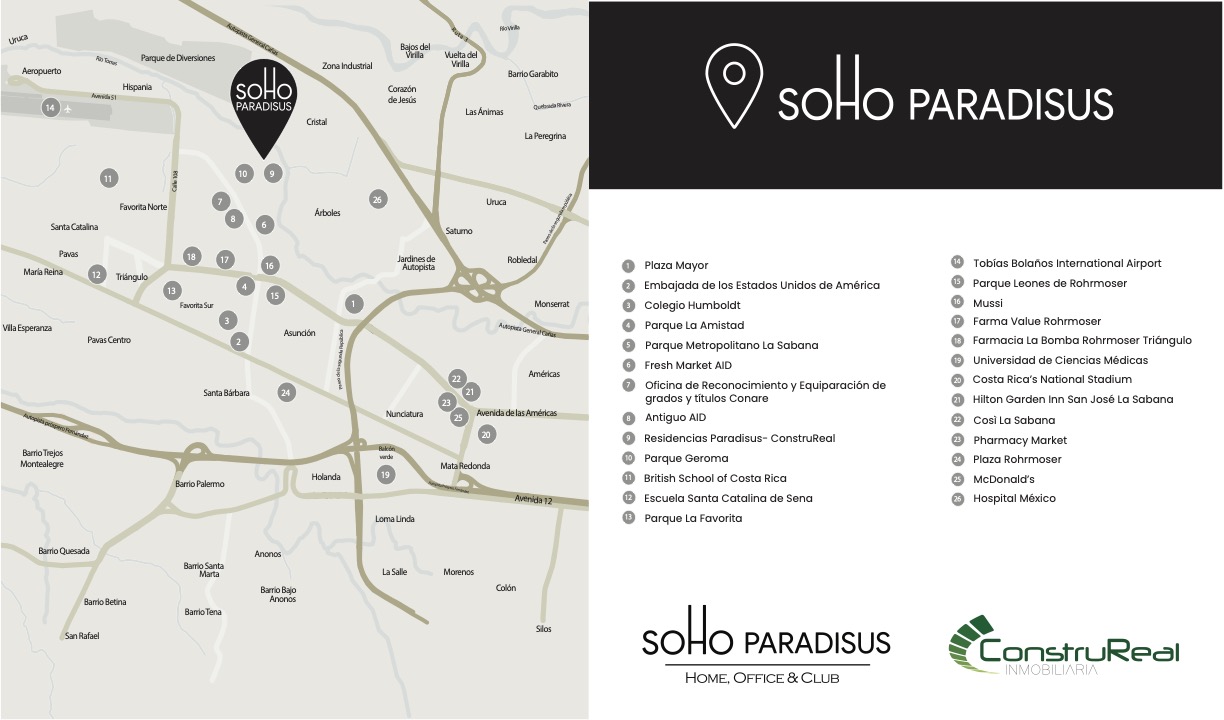 Uruca
Aeropuerto
Río Torres
Parque de Diversiones
Hispania
Avenida 51
14
Autopista General Cañas
SOHO
PARADISUS
Zona Industrial
Bajos del
Virilla
Vuelta del
Virilla
Ruta 3
Río Virilla
Barrio Garabito
Corazón
de Jesús
Las Ánimas
Quebrada Rivera
La Peregrina
Cristal
11
Calle 108
10
9
26
7
8
6
Favorita Norte
Árboles
Uruca
Santa Catalina
Saturno
Pavas
María Reina
12
Triángulo
18
17
16
Jardines de
Autopista
Robledal
13
4
15
1
Favorita Sur
Monserrat
Villa Esperanza
3
2
Pavas Centro
Asunción
Autopista General Cañas
Américas
22
21
23
25
20
Santa Bárbara
24
Nunciatura
Avenida de las Américas
Autopista próspero Fernández
Barrio Trejos
Montealegre
Balcón
verde
19
Mata Redonda
Barrio Palermo
Holanda
Avenida 12
Loma Linda
Barrio Quesada
Anonos
Barrio Santa
Marta
La Salle
Morenos
Colón
Barrio Bajo
Anonos
Barrio Betina
Barrio Tena
Silos
San Rafael
SOHO PARADISUS
1 Plaza Mayor
2 Embajada de los Estados Unidos de América
3 Colegio Humboldt
4 Parque La Amistad
5 Parque Metropolitano La Sabana
6 Fresh Market AID
7 Oficina de Reconocimiento y Equiparación de
grados y títulos Conare
8 Antiguo AID
9 Residencias Paradisus- ConstruReal
10 Parque Geroma
11 British School of Costa Rica
12 Escuela Santa Catalina de Sena
13 Parque La Favorita
14 Tobías Bolaños International Airport
15 Parque Leones de Rohrmoser
16 Mussi
17 Farma Value Rohrmoser
18 Farmacia La Bomba Rohrmoser Triángulo
19 Universidad de Ciencias Médicas
20 Costa Rica's National Stadium
21 Hilton Garden Inn San José La Sabana
22 Così La Sabana
23 Pharmacy Market
24 Plaza Rohrmoser
25 McDonald's
26 Hospital México
SOHO PARADISUS
HOME, OFFICE & CLUB
ConstruReal
INMOBILIARIA